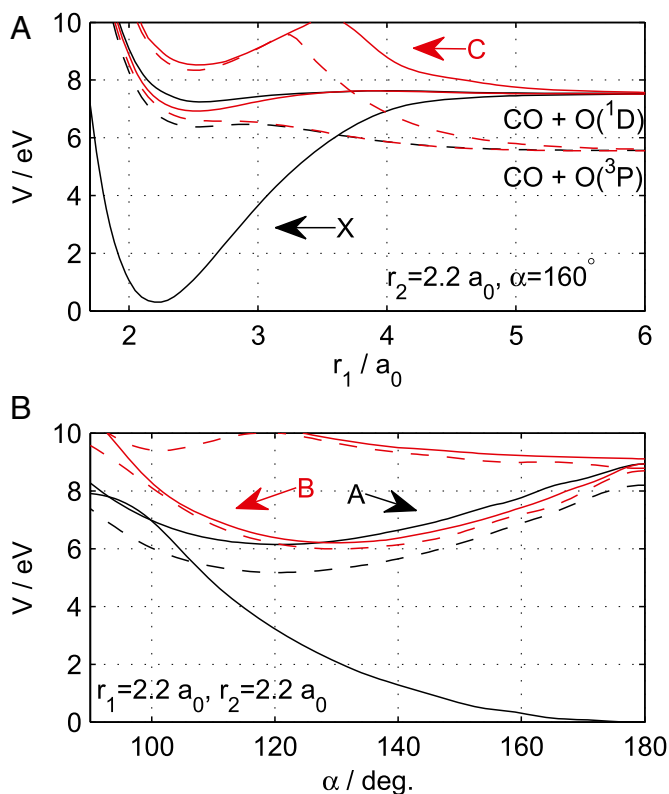 A
10
8
6
4
2
0
V / eV
C
CO + O(¹D)
CO + O(³P)
X
r₂=2.2 a₀, α=160°
2 3 4 5 6
r₁ / a₀
B
10
8
6
4
2
0
V / eV
B A
r₁=2.2 a₀, r₂=2.2 a₀
100 120 140 160 180
α / deg.